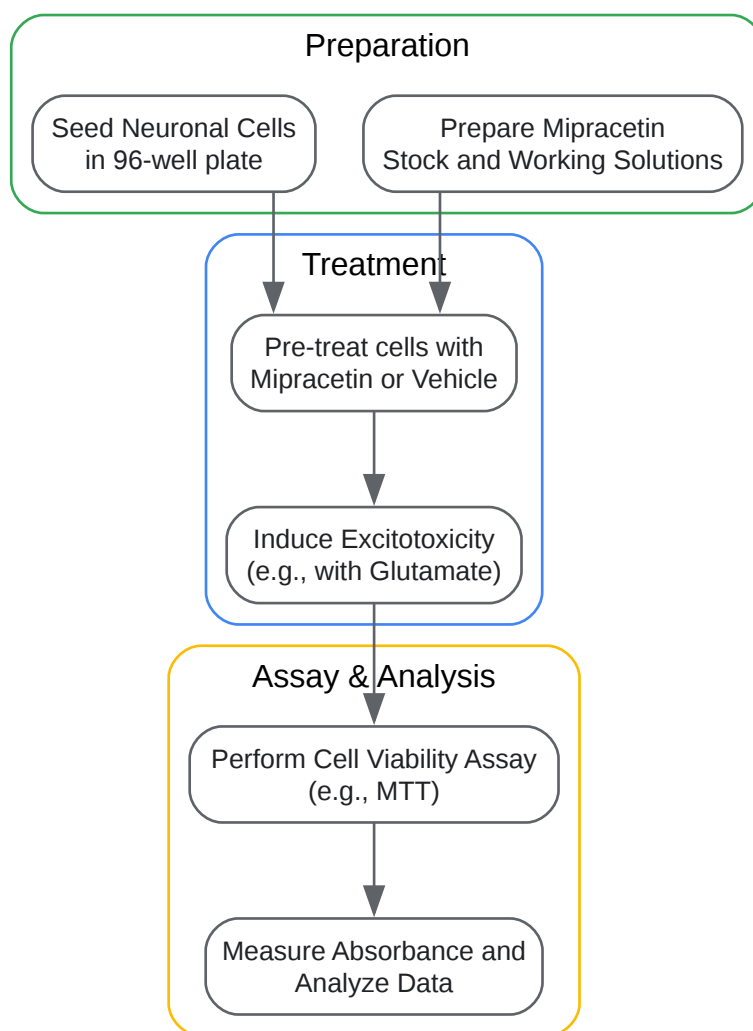 Preparation
Seed Neuronal Cells
in 96-well plate
Prepare Mipracetin
Stock and Working Solutions
Treatment
Pre-treat cells with
Mipracetin or Vehicle
Induce Excitotoxicity
(e.g., with Glutamate)
Assay & Analysis
Perform Cell Viability Assay
(e.g., MTT)
Measure Absorbance and
Analyze Data